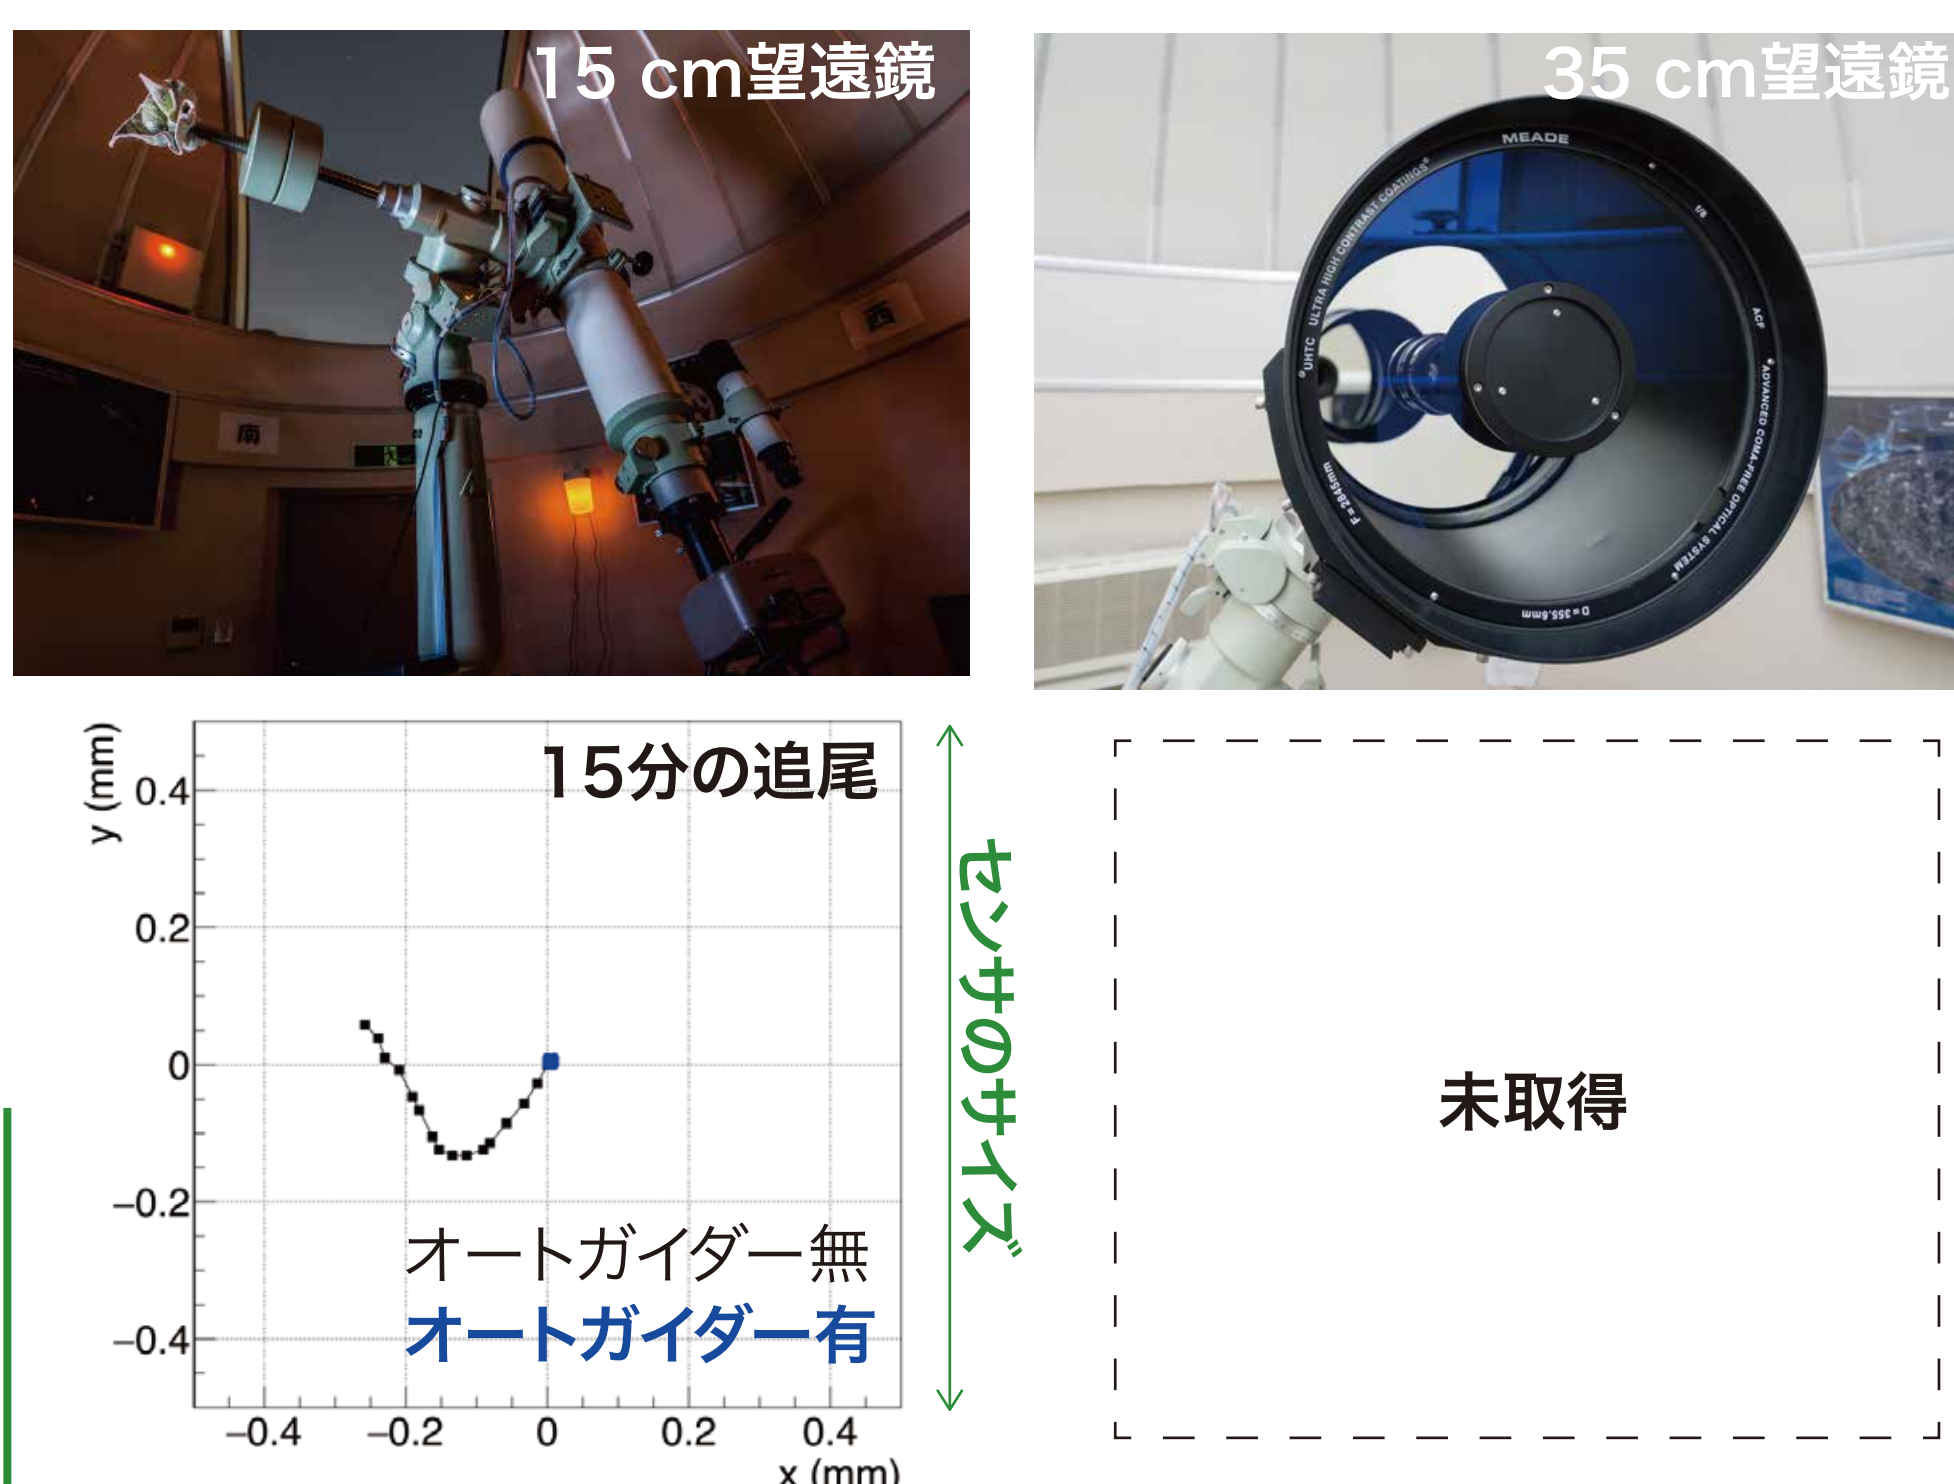 15 cm望遠鏡
西
南
35 cm望遠鏡
MEADE
f/8
ACF
ADVANCED COMA-FREE OPTICAL SYSTEM
D=355.6mm
F=2845mm
UHTC ULTRA HIGH CONTRAST COATINGS
y (mm)
15分の追尾
0.4
0.2
0
−0.2
−0.4
オートガイダー無
オートガイダー有
−0.4 −0.2 0 0.2 0.4
x (mm)
センサのサイズ
未取得